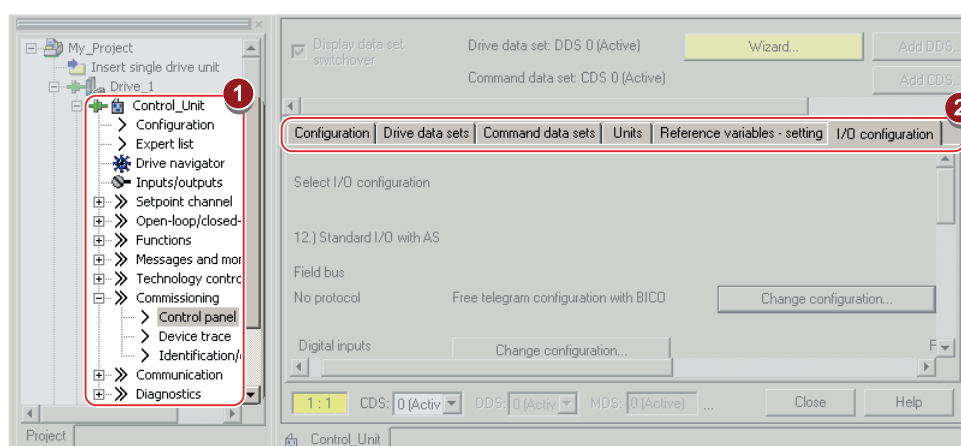 My_Project
Insert single drive unit
Drive_1
1
Control_Unit
Configuration
Expert list
Drive navigator
Inputs/outputs
Setpoint channel
Open-loop/closed-
Functions
Messages and mor
Technology contro
Commissioning
Control panel
Device trace
Identification/
Communication
Diagnostics
Project
Display data set
switchover
Drive data set: DDS 0 (Active)
Wizard...
Add DDS..
Command data set: CDS 0 (Active)
Add CDS..
2
Configuration Drive data sets Command data sets Units Reference variables - setting I/O configuration
Select I/O configuration
12.) Standard I/O with AS
Field bus
No protocol Free telegram configuration with BICO Change configuration...
Digital inputs Change configuration... F
1 : 1 CDS: 0 (Activ DDS: 0 (Activ MDS: 0 (Active) ... Close Help
Control_Unit